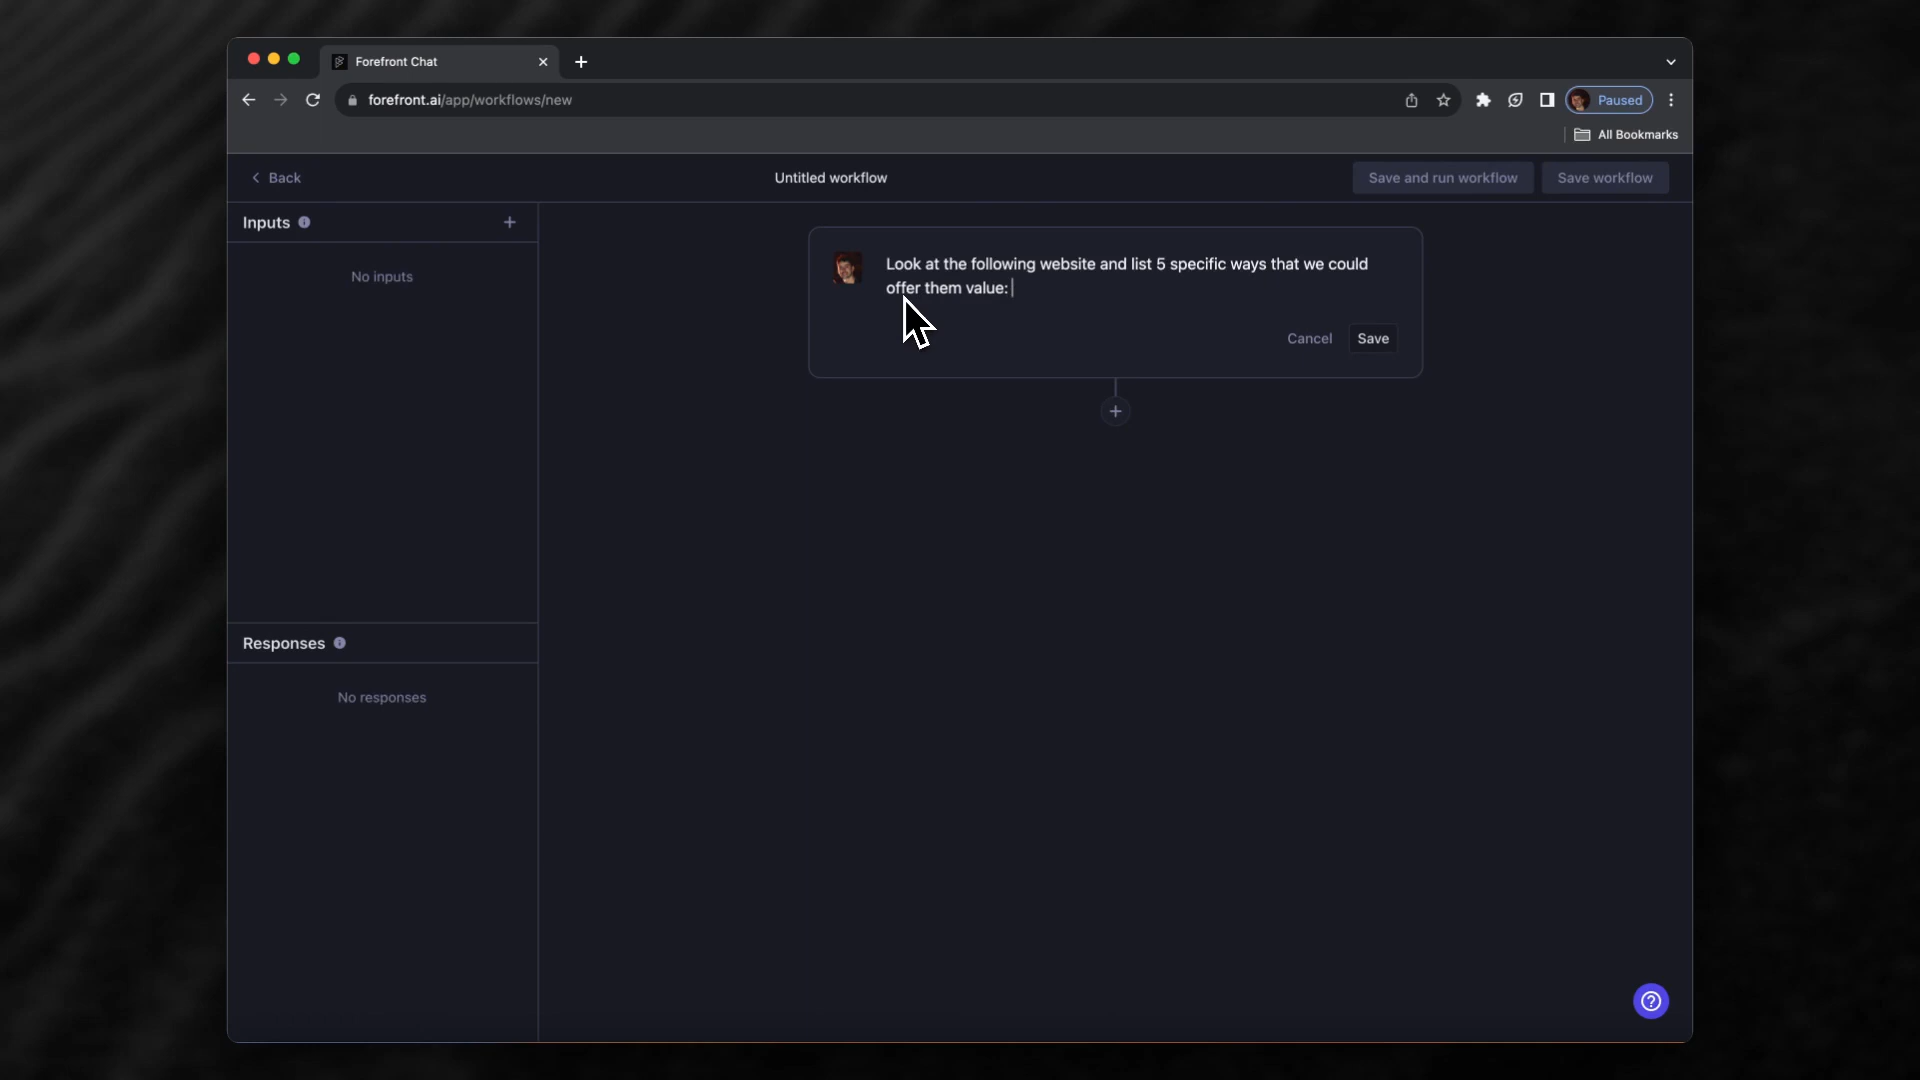 Forefront Chat
forefront.ai/app/workflows/new
Paused
All Bookmarks
Back
Untitled workflow
Save and run workflow
Save workflow
Inputs
No inputs
Look at the following website and list 5 specific ways that we could
offer them value:
Cancel
Save
Responses
No responses